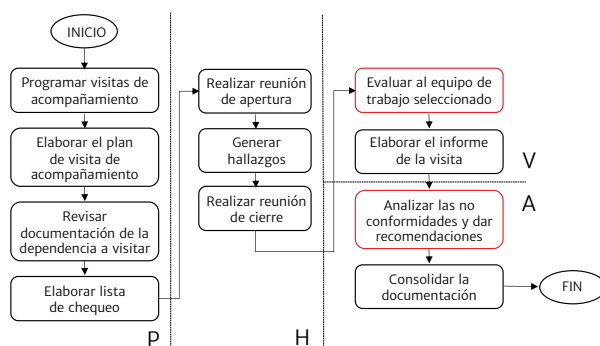 INICIO
Programar visitas de
acompañamiento
Elaborar el plan
de visita de
acompañamiento
Revisar
documentación de la
dependencia a visitar
Elaborar lista
de chequeo
P
Realizar reunión
de apertura
Generar
hallazgos
Realizar reunión
de cierre
H
Evaluar al equipo de
trabajo seleccionado
Elaborar el informe
de la visita
V
A
Analizar las no
conformidades y dar
recomendaciones
Consolidar la
documentación
FIN